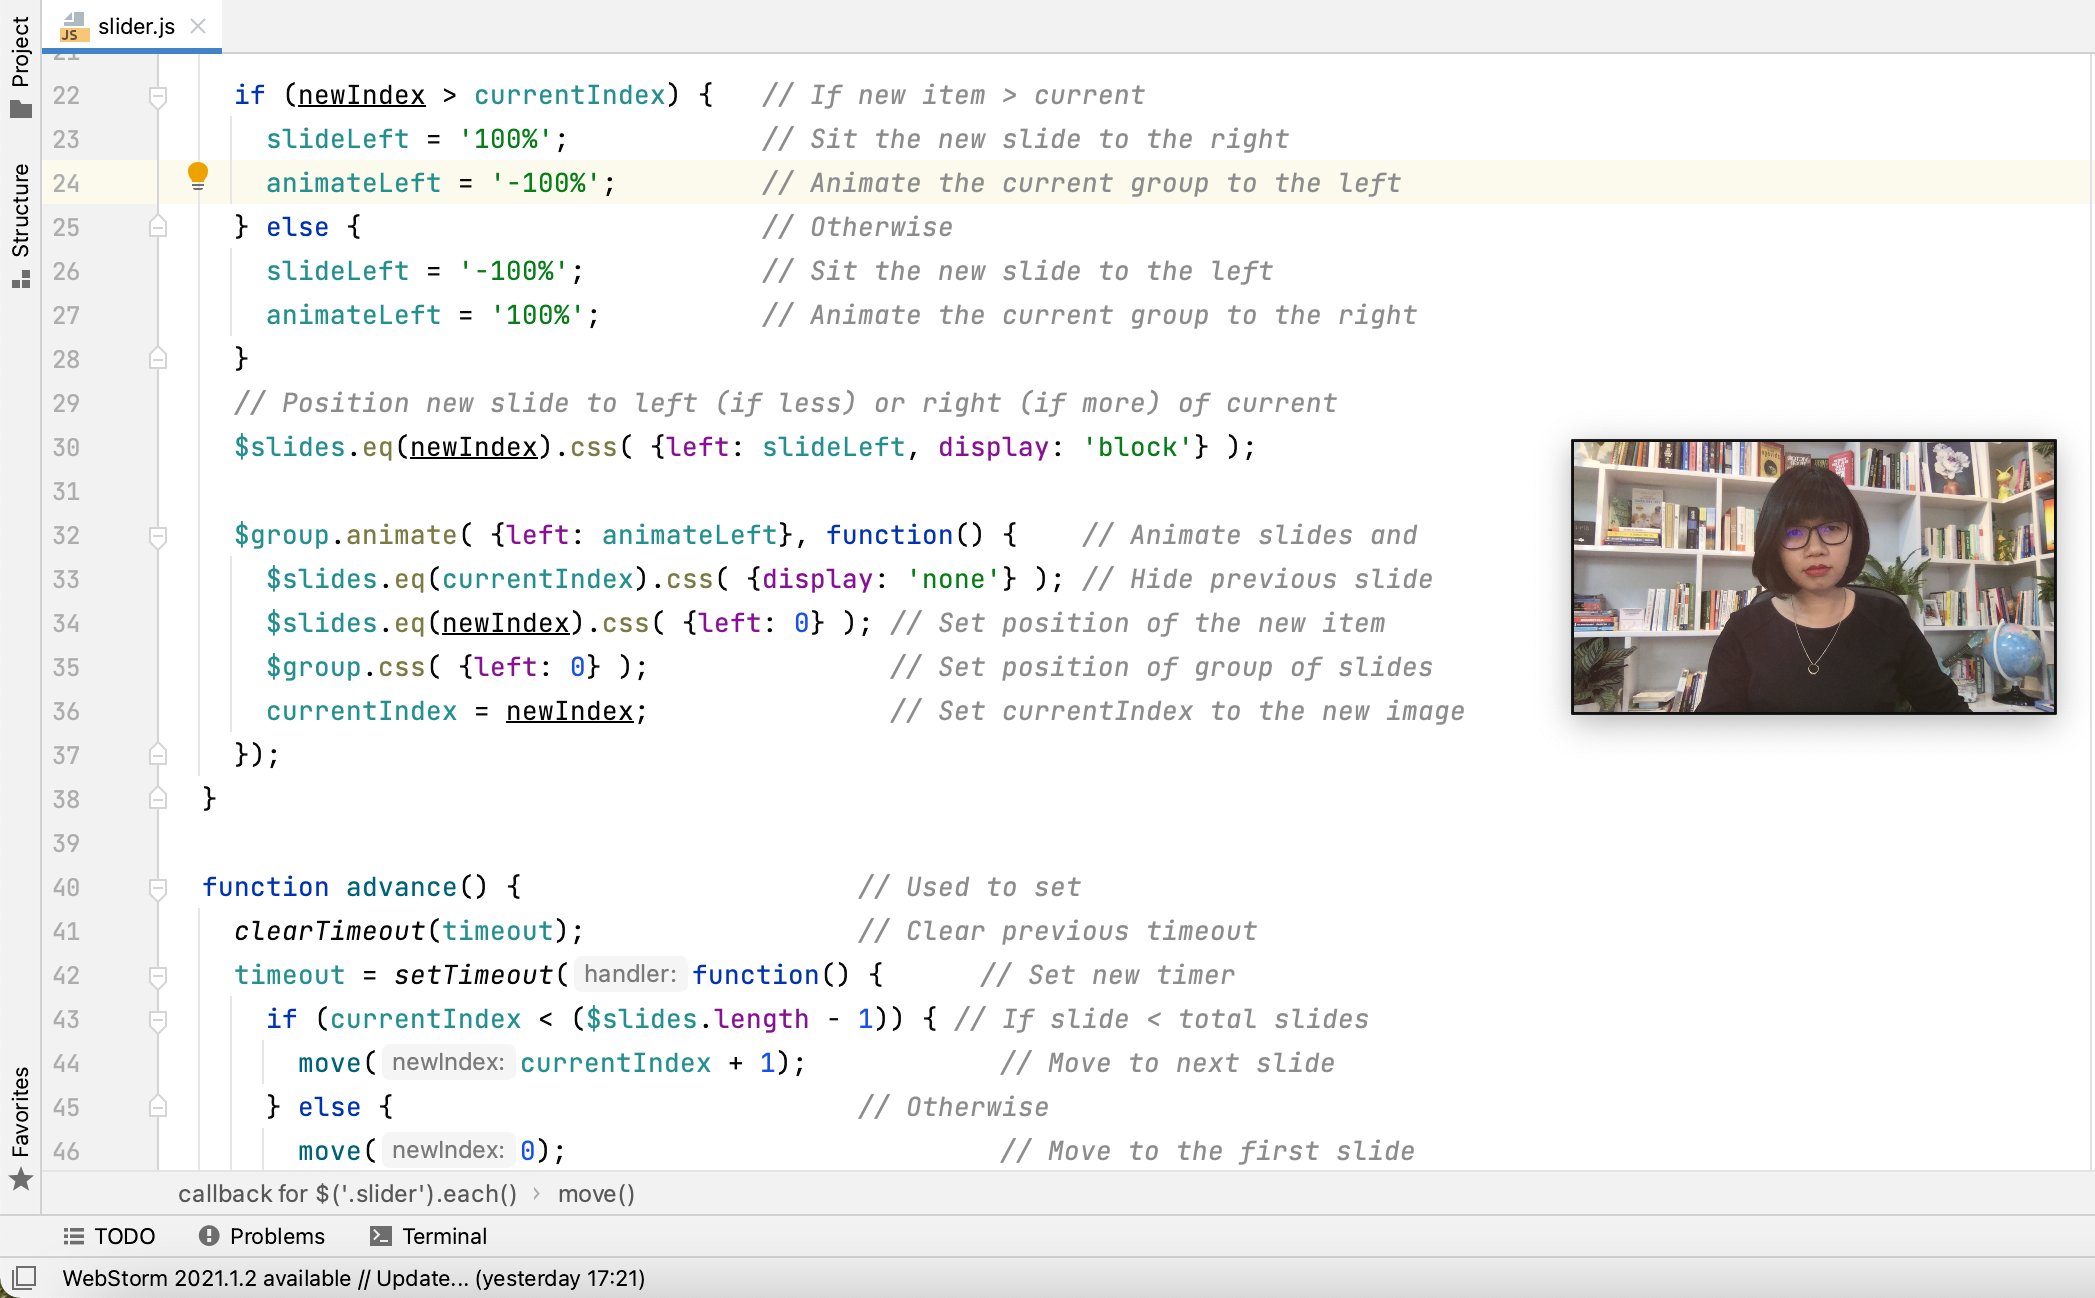 Project
Structure
Favorites
slider.js
JS
21
22 if (newIndex > currentIndex) { // If new item > current
23 slideLeft = '100%'; // Sit the new slide to the right
24 animateLeft = '-100%'; // Animate the current group to the left
25 } else { // Otherwise
26 slideLeft = '-100%'; // Sit the new slide to the left
27 animateLeft = '100%'; // Animate the current group to the right
28 }
29 // Position new slide to left (if less) or right (if more) of current
30 $slides.eq(newIndex).css( {left: slideLeft, display: 'block'} );
31
32 $group.animate( {left: animateLeft}, function() { // Animate slides and
33 $slides.eq(currentIndex).css( {display: 'none'} ); // Hide previous slide
34 $slides.eq(newIndex).css( {left: 0} ); // Set position of the new item
35 $group.css( {left: 0} ); // Set position of group of slides
36 currentIndex = newIndex; // Set currentIndex to the new image
37 });
38 }
39
40 function advance() { // Used to set
41 clearTimeout(timeout); // Clear previous timeout
42 timeout = setTimeout( handler: function() { // Set new timer
43 if (currentIndex < ($slides.length - 1)) { // If slide < total slides
44 move( newIndex: currentIndex + 1); // Move to next slide
45 } else { // Otherwise
46 move( newIndex: 0); // Move to the first slide
callback for $('.slider').each() › move()
TODO Problems Terminal
WebStorm 2021.1.2 available // Update... (yesterday 17:21)